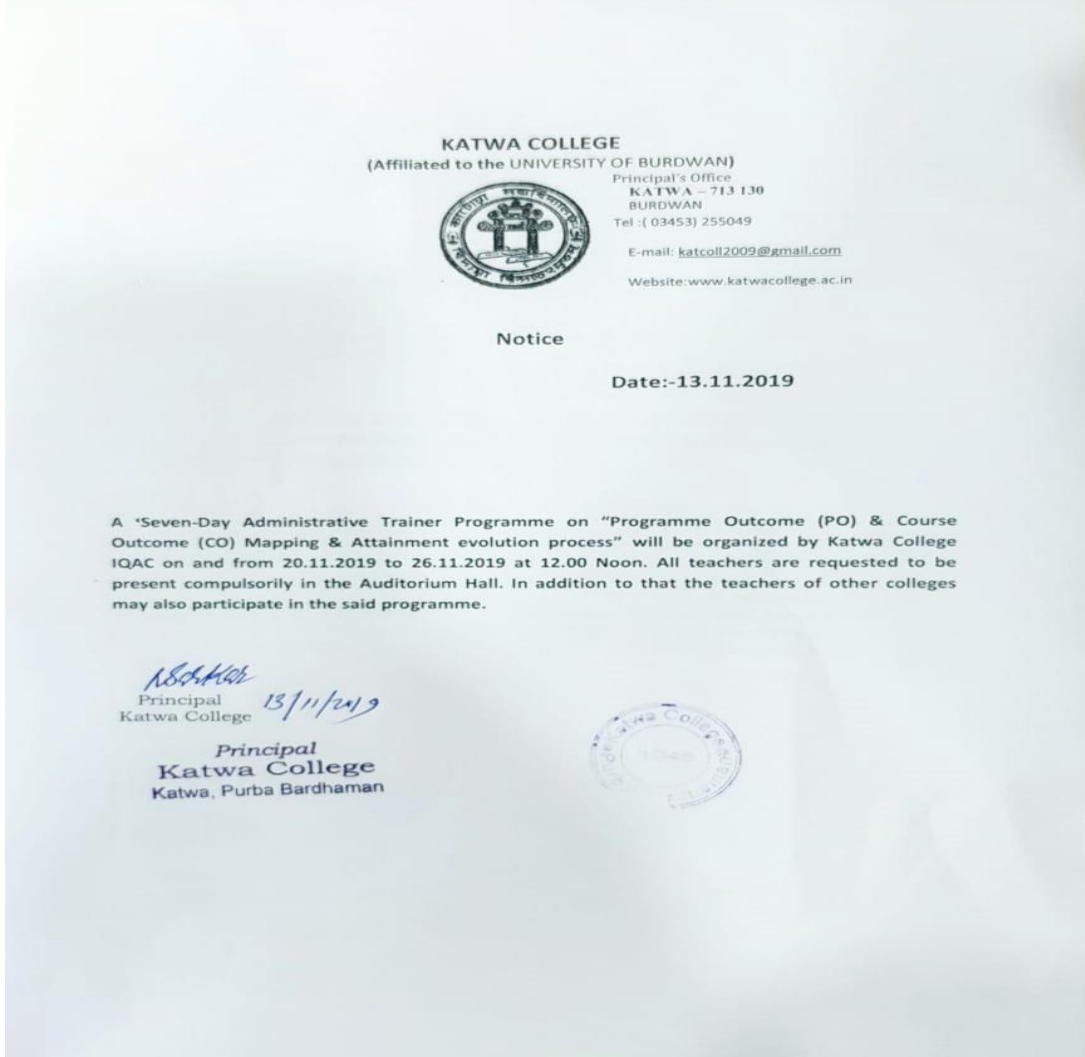 KATWA COLLEGE
(Affiliated to the UNIVERSITY OF BURDWAN)
Principal's Office
KATWA – 713 130
BURDWAN
Tel :( 03453) 255049
E-mail: katcoll2009@gmail.com
Website:www.katwacollege.ac.in
Notice
Date:-13.11.2019
A 'Seven-Day Administrative Trainer Programme on "Programme Outcome (PO) & Course
Outcome (CO) Mapping & Attainment evolution process" will be organized by Katwa College
IQAC on and from 20.11.2019 to 26.11.2019 at 12.00 Noon. All teachers are requested to be
present compulsorily in the Auditorium Hall. In addition to that the teachers of other colleges
may also participate in the said programme.
Principal
Katwa College
13/11/2019
Principal
Katwa College
Katwa, Purba Bardhaman
Katwa College